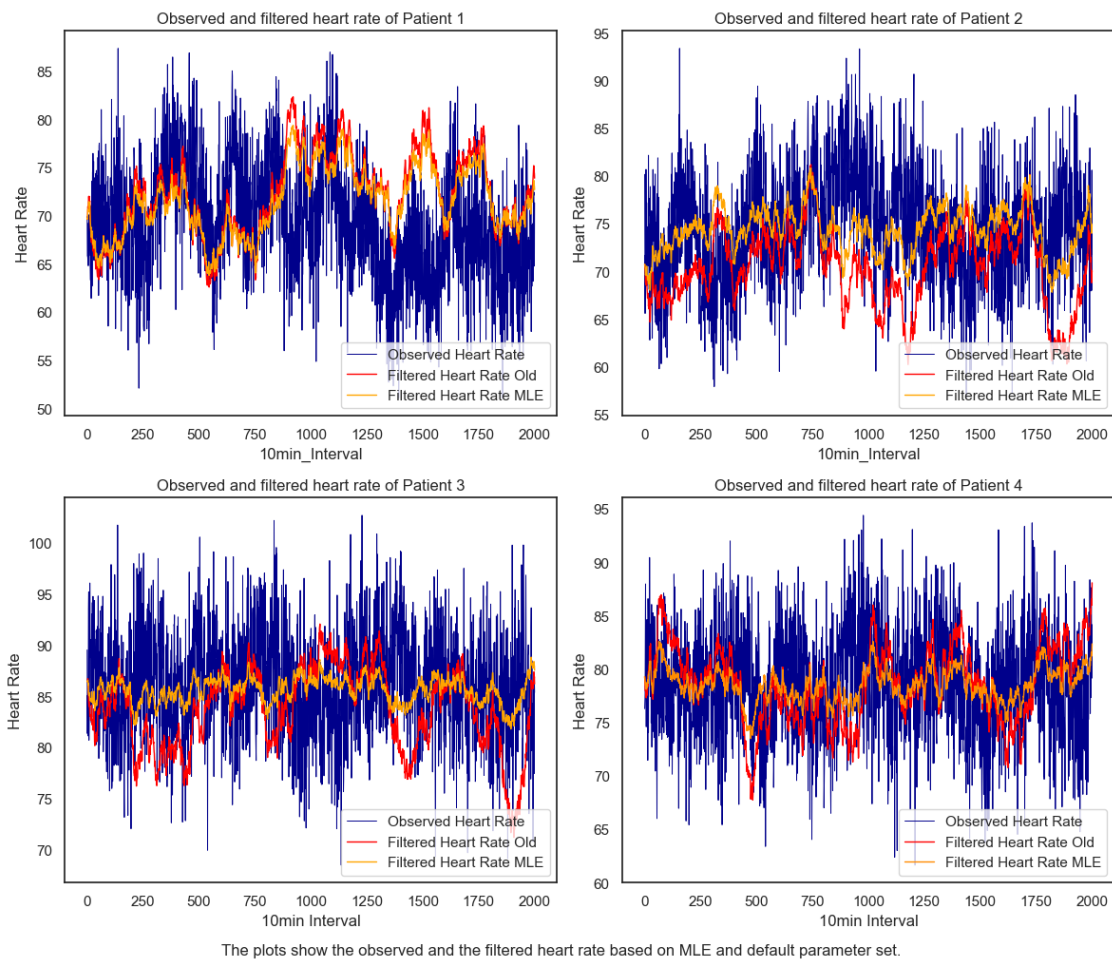 Observed and filtered heart rate of Patient 1
Heart Rate
85
80
75
70
65
60
55
50
Observed Heart Rate
Filtered Heart Rate Old
Filtered Heart Rate MLE
0 250 500 750 1000 1250 1500 1750 2000
10min_Interval
Observed and filtered heart rate of Patient 2
Heart Rate
95
90
85
80
75
70
65
60
55
Observed Heart Rate
Filtered Heart Rate Old
Filtered Heart Rate MLE
0 250 500 750 1000 1250 1500 1750 2000
10min_Interval
Observed and filtered heart rate of Patient 3
Heart Rate
100
95
90
85
80
75
70
Observed Heart Rate
Filtered Heart Rate Old
Filtered Heart Rate MLE
0 250 500 750 1000 1250 1500 1750 2000
10min Interval
Observed and filtered heart rate of Patient 4
Heart Rate
95
90
85
80
75
70
65
60
Observed Heart Rate
Filtered Heart Rate Old
Filtered Heart Rate MLE
0 250 500 750 1000 1250 1500 1750 2000
10min_Interval
The plots show the observed and the filtered heart rate based on MLE and default parameter set.